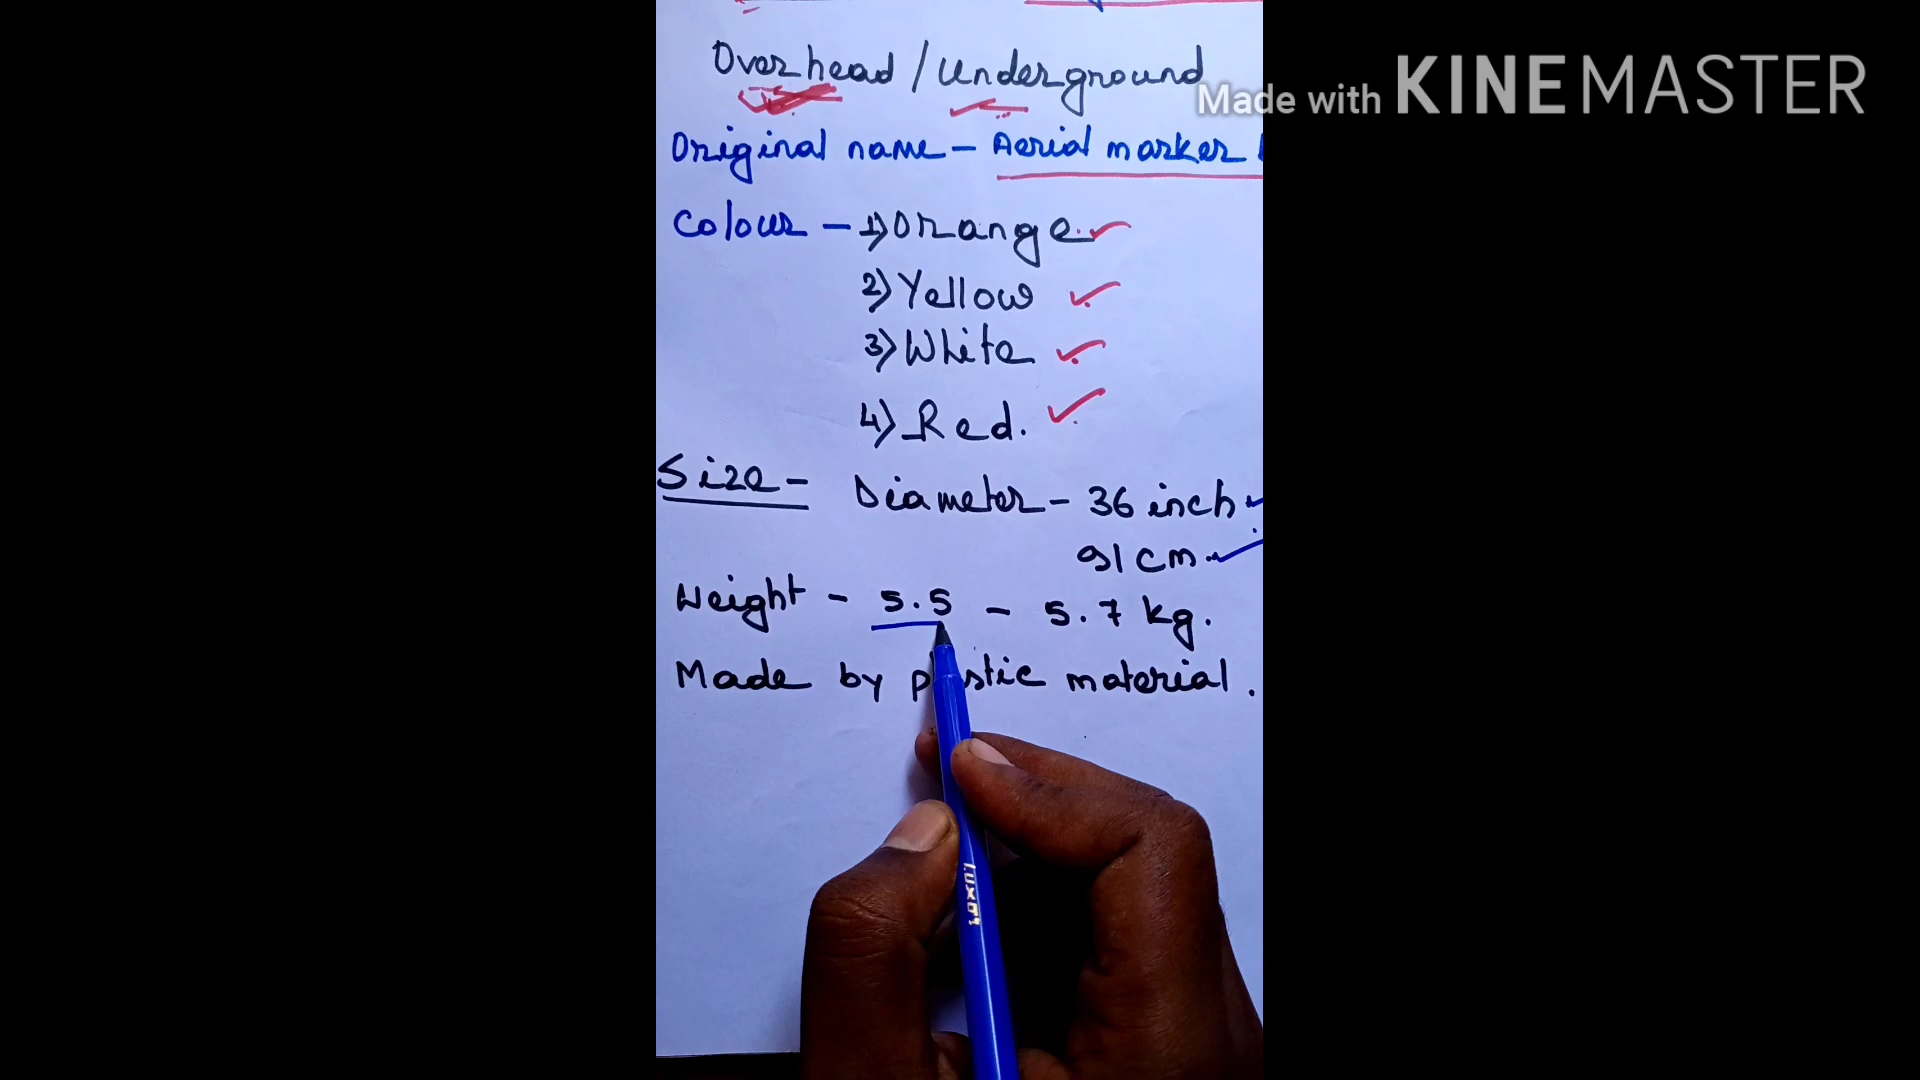 Overhead / Underground
Made with KINEMASTER
Original name - Aerial marker
Colour - 1) Orange
2) Yellow
3) White
4) Red.
Size - Diameter - 36 inch
91 cm
Weight - 5.5 - 5.7 kg.
Made by plastic material.
Luxor